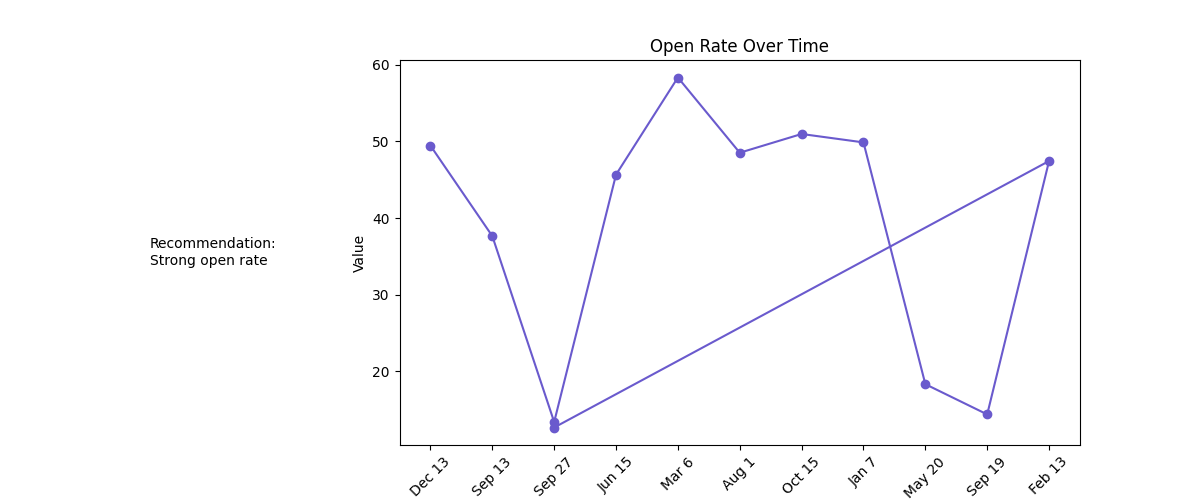 Open Rate Over Time
Recommendation:
Strong open rate
Value
60
50
40
30
20
Dec 13
Sep 13
Sep 27
Jun 15
Mar 6
Aug 1
Oct 15
Jan 7
May 20
Sep 19
Feb 13